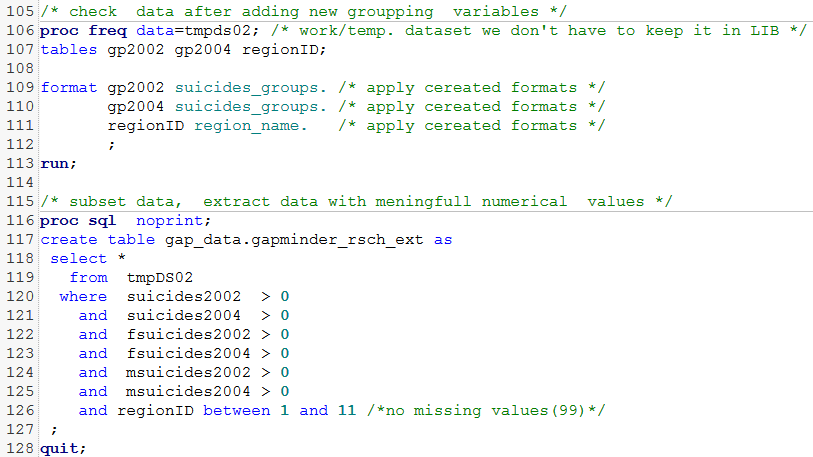 105 /* check  data after adding new groupping  variables */
106 proc freq data=tmpds02; /* work/temp. dataset we don't have to keep it in LIB */
107 tables gp2002 gp2004 regionID;
108
109 format gp2002 suicides_groups. /* apply cereated formats */
110        gp2004 suicides_groups. /* apply cereated formats */
111        regionID region_name.   /* apply cereated formats */
112        ;
113 run;
114
115 /* subset data,  extract data with meningfull numerical  values */
116 proc sql  noprint;
117 create table gap_data.gapminder_rsch_ext as
118  select *
119    from  tmpDS02
120   where  suicides2002  > 0
121     and  suicides2004  > 0
122     and  fsuicides2002 > 0
123     and  fsuicides2004 > 0
124     and  msuicides2002 > 0
125     and  msuicides2004 > 0
126     and regionID between 1 and 11 /*no missing values(99)*/
127  ;
128 quit;